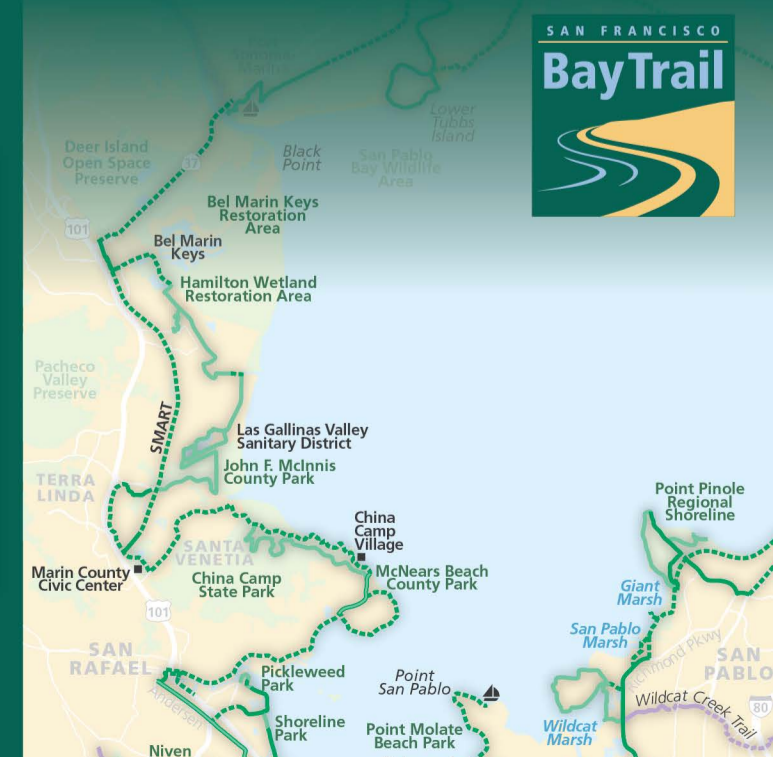 SAN FRANCISCO
Bay Trail
Lower
Tubbs
Island
Black
Point
San Pablo
Bay Wildlife
Area
Deer Island
Open Space
Preserve
37
Bel Marin Keys
Restoration
Area
101
Bel Marin
Keys
Hamilton Wetland
Restoration Area
Pacheco
Valley
Preserve
SMART
Las Gallinas Valley
Sanitary District
John F. McInnis
County Park
TERRA
LINDA
Point Pinole
Regional
Shoreline
China
Camp
Village
SANTA
VENETIA
Marin County
Civic Center
China Camp
State Park
McNears Beach
County Park
Giant
Marsh
101
San Pablo
Marsh
Richmond Pkwy
SAN
RAFAEL
SAN
PABLO
Pickleweed
Park
Point
San Pablo
Andersen
Wildcat Creek Trail
80
Shoreline
Park
Point Molate
Beach Park
Wildcat
Marsh
Niven